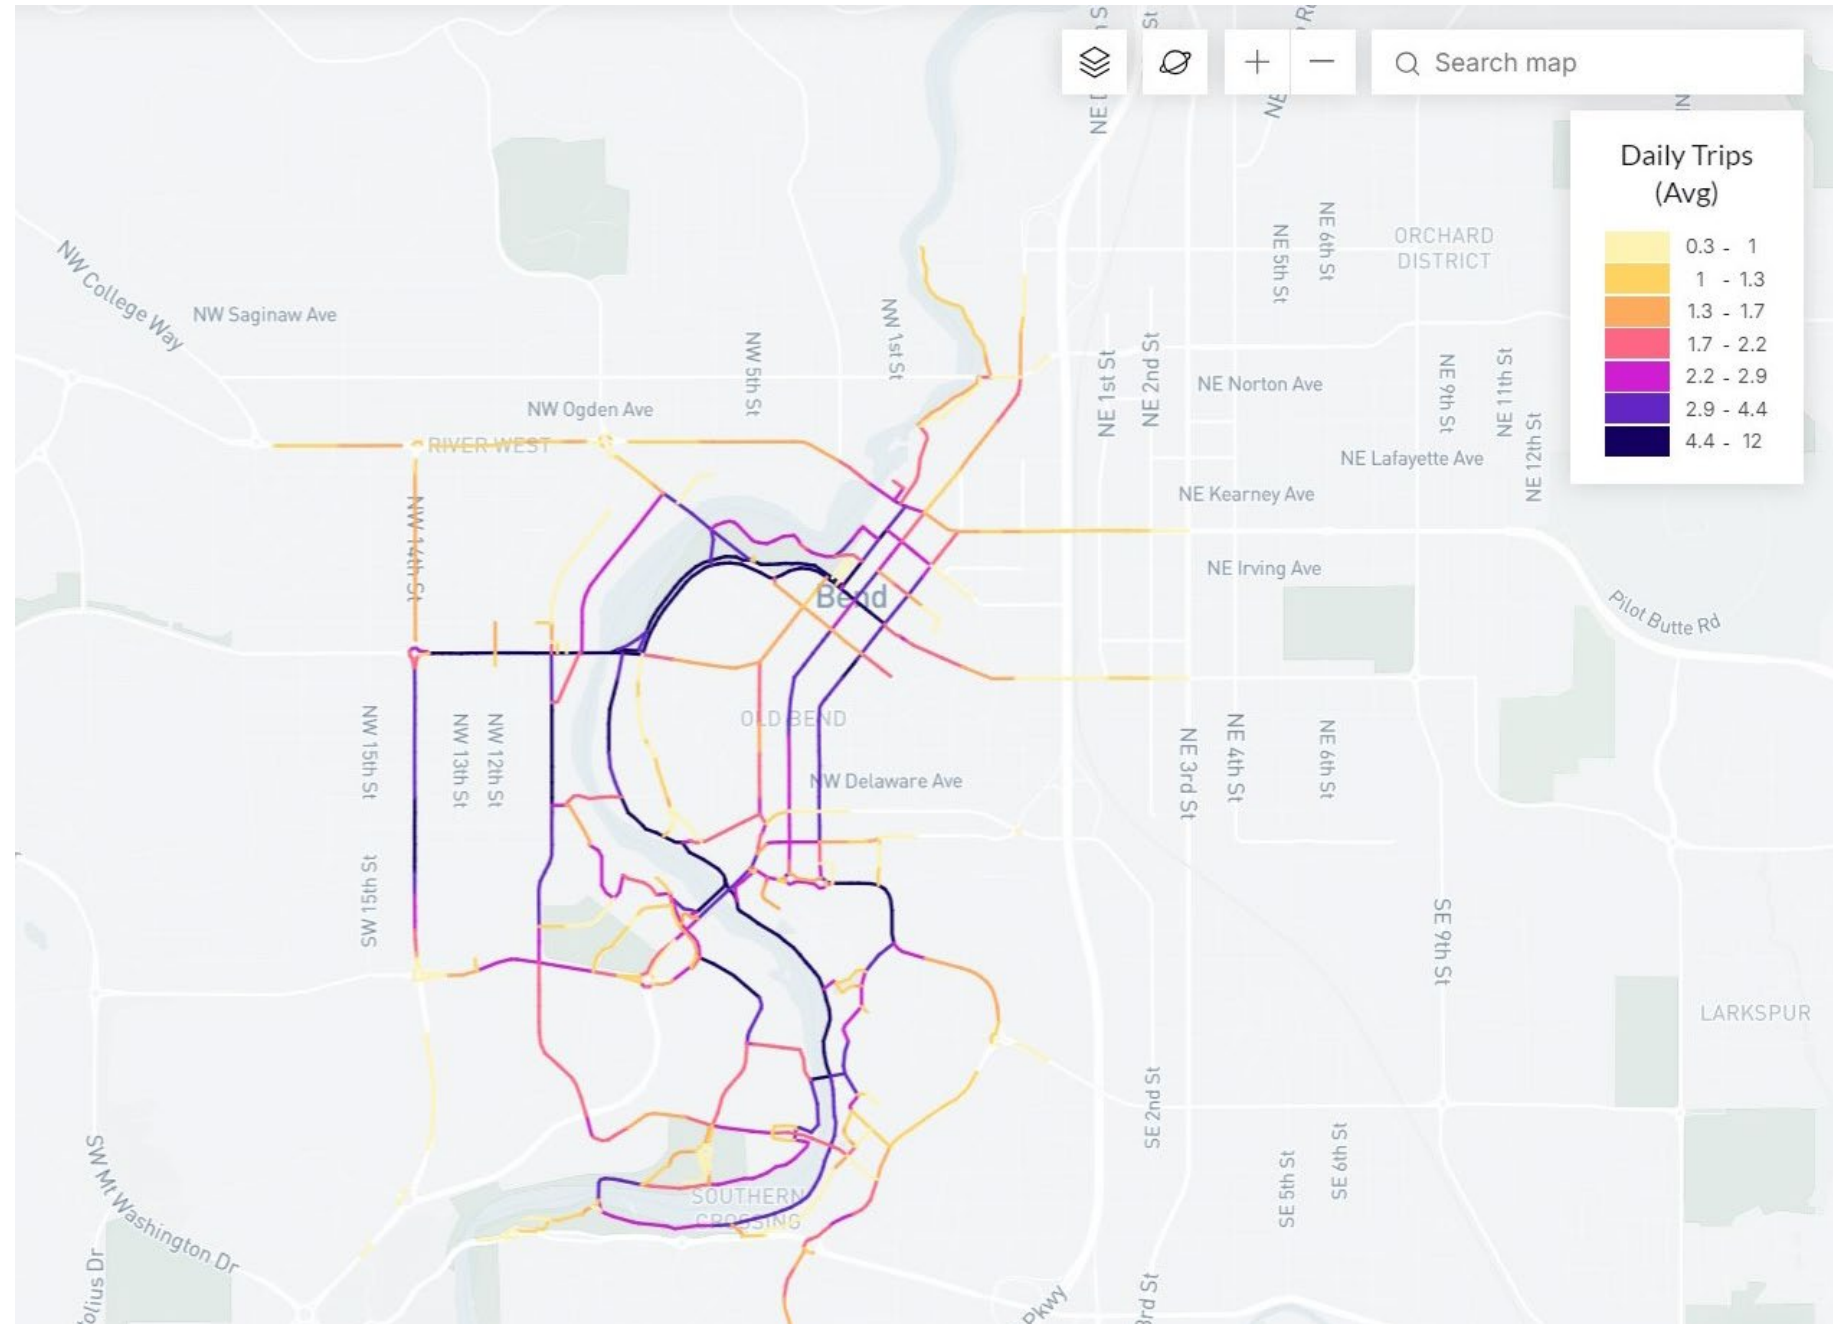 Search map
Daily Trips
(Avg)
0.3 - 1
1 - 1.3
1.3 - 1.7
1.7 - 2.2
2.2 - 2.9
2.9 - 4.4
4.4 - 12
NW College Way
NW Saginaw Ave
NW Ogden Ave
RIVER WEST
NW 5th St
NW 1st St
NE 1st St
NE 2nd St
NE 5th St
NE 6th St
ORCHARD
DISTRICT
NE Norton Ave
NE 9th St
NE 11th St
NE 12th St
NE Lafayette Ave
NE Kearney Ave
NE Irving Ave
Pilot Butte Rd
NW 14th St
Bend
OLD BEND
NW Delaware Ave
NW 15th St
NW 13th St
NW 12th St
NE 3rd St
NE 4th St
NE 6th St
SW 15th St
SE 9th St
LARKSPUR
SE 2nd St
SE 5th St
SE 6th St
SW Mt Washington Dr
SOUTHERN
CROSSING
Pkwy
3rd St
olius Dr